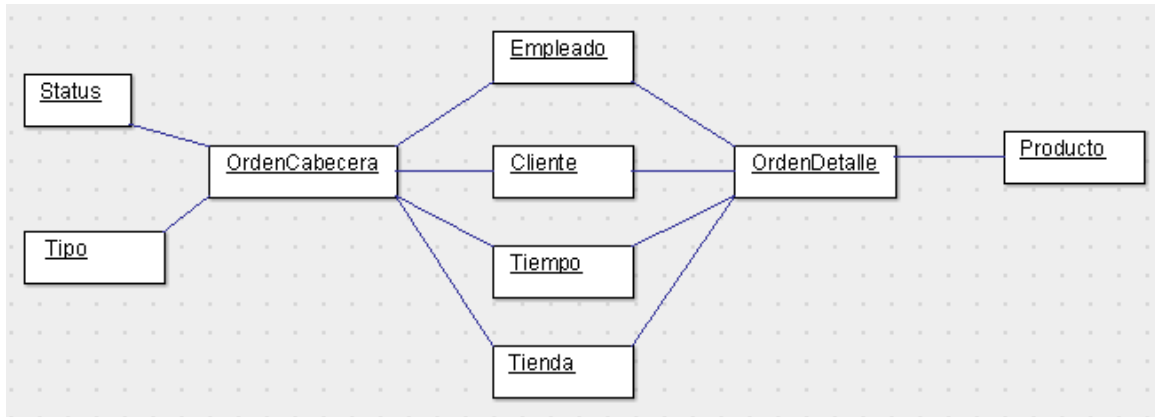 Empleado
Status
OrdenCabecera
Cliente
OrdenDetalle
Producto
Tipo
Tiempo
Tienda